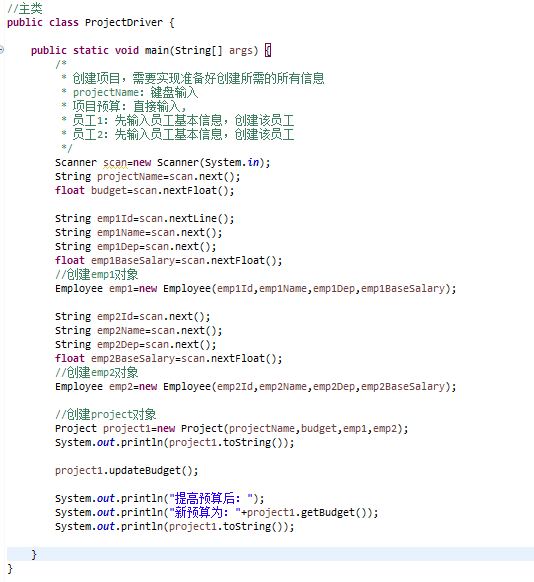 //主类
public class ProjectDriver {
public static void main(String[] args) {
/*
* 创建项目，需要实现准备好创建所需的所有信息
* projectName：键盘输入
* 项目预算：直接输入，
* 员工1：先输入员工基本信息，创建该员工
* 员工2：先输入员工基本信息，创建该员工
*/
Scanner scan=new Scanner(System.in);
String projectName=scan.next();
float budget=scan.nextFloat();
String emp1Id=scan.nextLine();
String emp1Name=scan.next();
String emp1Dep=scan.next();
float emp1BaseSalary=scan.nextFloat();
//创建emp1对象
Employee emp1=new Employee(emp1Id,emp1Name,emp1Dep,emp1BaseSalary);
String emp2Id=scan.next();
String emp2Name=scan.next();
String emp2Dep=scan.next();
float emp2BaseSalary=scan.nextFloat();
//创建emp2对象
Employee emp2=new Employee(emp2Id,emp2Name,emp2Dep,emp2BaseSalary);
//创建project对象
Project project1=new Project(projectName,budget,emp1,emp2);
System.out.println(project1.toString());
project1.updateBudget();
System.out.println("提高预算后：");
System.out.println("新预算为："+project1.getBudget());
System.out.println(project1.toString());
}
}